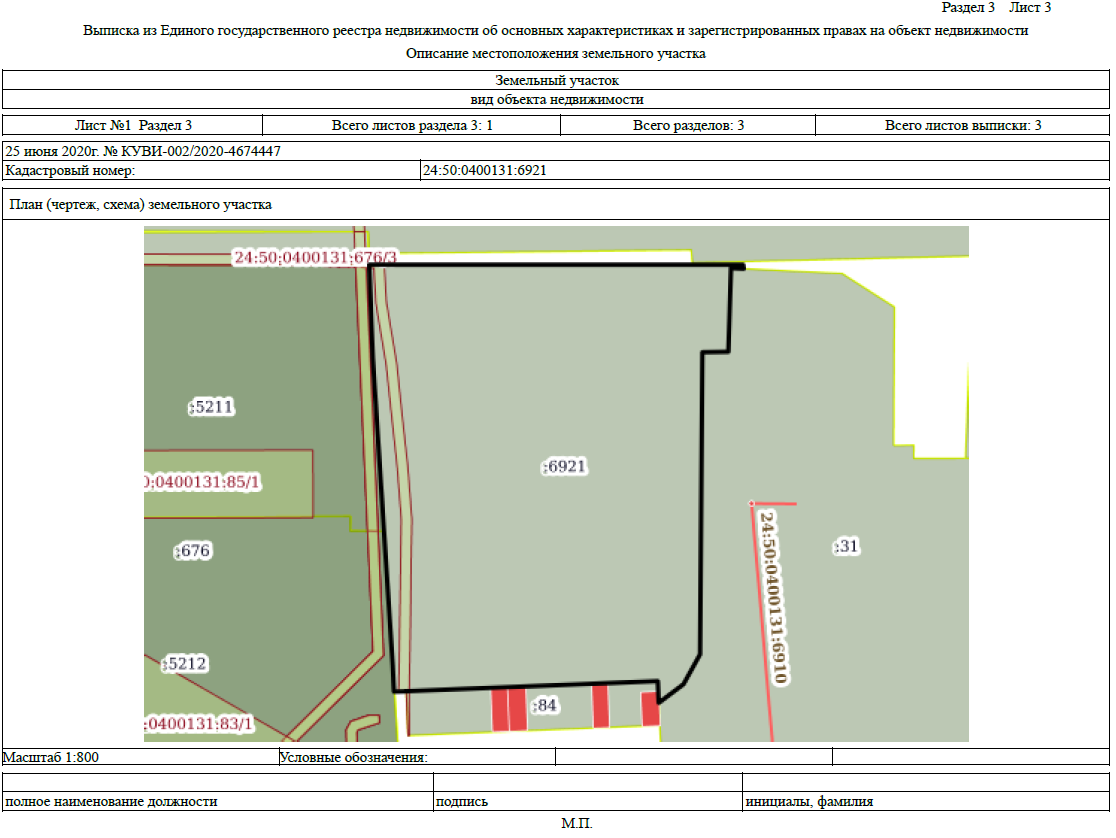 Раздел 3 Лист 3
Выписка из Единого государственного реестра недвижимости об основных характеристиках и зарегистрированных правах на объект недвижимости
Описание местоположения земельного участка
Земельный участок
вид объекта недвижимости
Лист №1 Раздел 3 Всего листов раздела 3: 1 Всего разделов: 3 Всего листов выписки: 3
25 июня 2020г. № КУВИ-002/2020-4674447
Кадастровый номер: 24:50:0400131:6921
План (чертеж, схема) земельного участка
24:50:0400131:676/3
:5211
:6921
0:0400131:85/1
:676
:31
24:50:0400131:6910
:5212
:84
:0400131:83/1
Масштаб 1:800 Условные обозначения:
полное наименование должности подпись инициалы, фамилия
М.П.